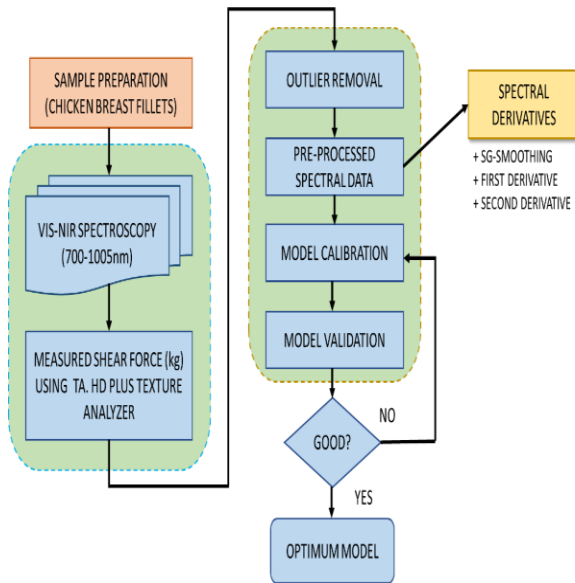 SAMPLE PREPARATION
(CHICKEN BREAST FILLETS)
VIS-NIR SPECTROSCOPY
(700-1005nm)
MEASURED SHEAR FORCE (kg)
USING TA. HD PLUS TEXTURE
ANALYZER
OUTLIER REMOVAL
PRE-PROCESSED
SPECTRAL DATA
SPECTRAL
DERIVATIVES
+ SG-SMOOTHING
+ FIRST DERIVATIVE
+ SECOND DERIVATIVE
MODEL CALIBRATION
MODEL VALIDATION
GOOD?
NO
YES
OPTIMUM MODEL